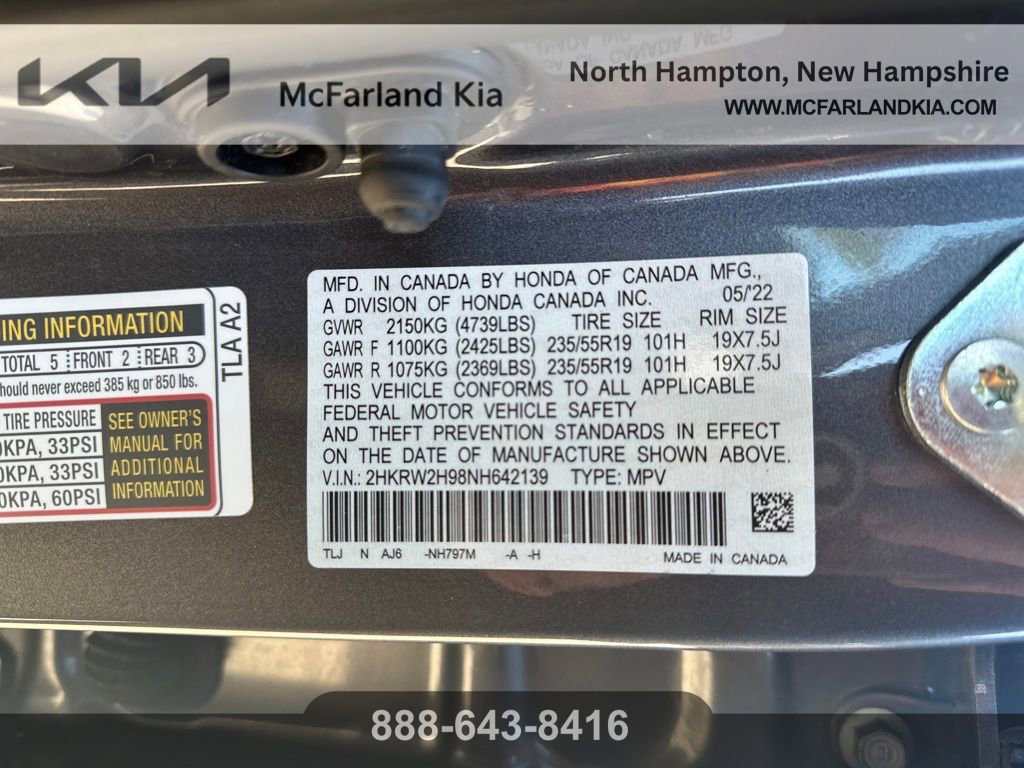 KIA
McFarland Kia
North Hampton, New Hampshire
WWW.MCFARLANDKIA.COM
ING INFORMATION
TOTAL 5 FRONT 2 REAR 3
hould never exceed 385 kg or 850 lbs.
TIRE PRESSURE
0KPA, 33PSI
0KPA, 33PSI
0KPA, 60PSI
SEE OWNER'S
MANUAL FOR
ADDITIONAL
INFORMATION
TLA A2
MFD. IN CANADA BY HONDA OF CANADA MFG.,
A DIVISION OF HONDA CANADA INC. 05/'22
GVWR 2150KG (4739LBS) TIRE SIZE RIM SIZE
GAWR F 1100KG (2425LBS) 235/55R19 101H 19X7.5J
GAWR R 1075KG (2369LBS) 235/55R19 101H 19X7.5J
THIS VEHICLE CONFORMS TO ALL APPLICABLE
FEDERAL MOTOR VEHICLE SAFETY
AND THEFT PREVENTION STANDARDS IN EFFECT
ON THE DATE OF MANUFACTURE SHOWN ABOVE.
V.I.N.: 2HKRW2H98NH642139 TYPE: MPV
TLJ N AJ6 -NH797M -A -H MADE IN CANADA
888-643-8416